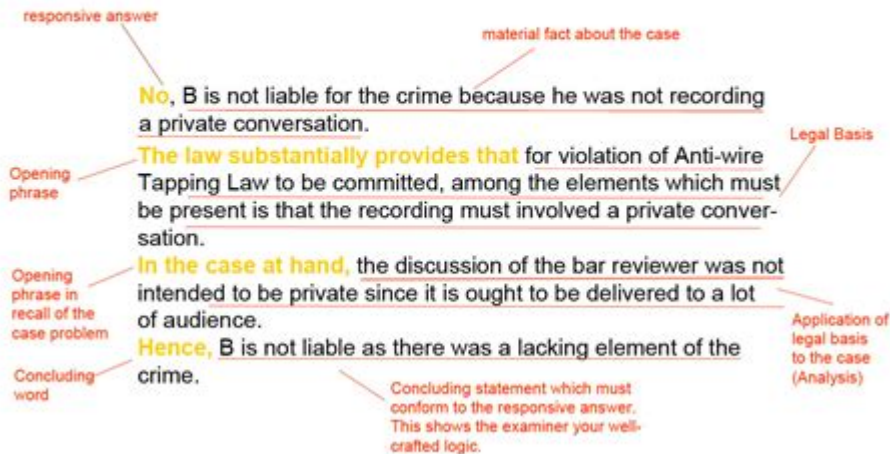 responsive answer
material fact about the case
No, B is not liable for the crime because he was not recording
a private conversation.
Legal Basis
The law substantially provides that for violation of Anti-wire
Opening
phrase
Tapping Law to be committed, among the elements which must
be present is that the recording must involved a private conver-
sation.
In the case at hand, the discussion of the bar reviewer was not
Opening
phrase in
recall of the
case problem
intended to be private since it is ought to be delivered to a lot
of audience.
Application of
legal basis
to the case
(Analysis)
Hence, B is not liable as there was a lacking element of the
crime.
Concluding
word
Concluding statement which must
conform to the responsive answer.
This shows the examiner your well-
crafted logic.